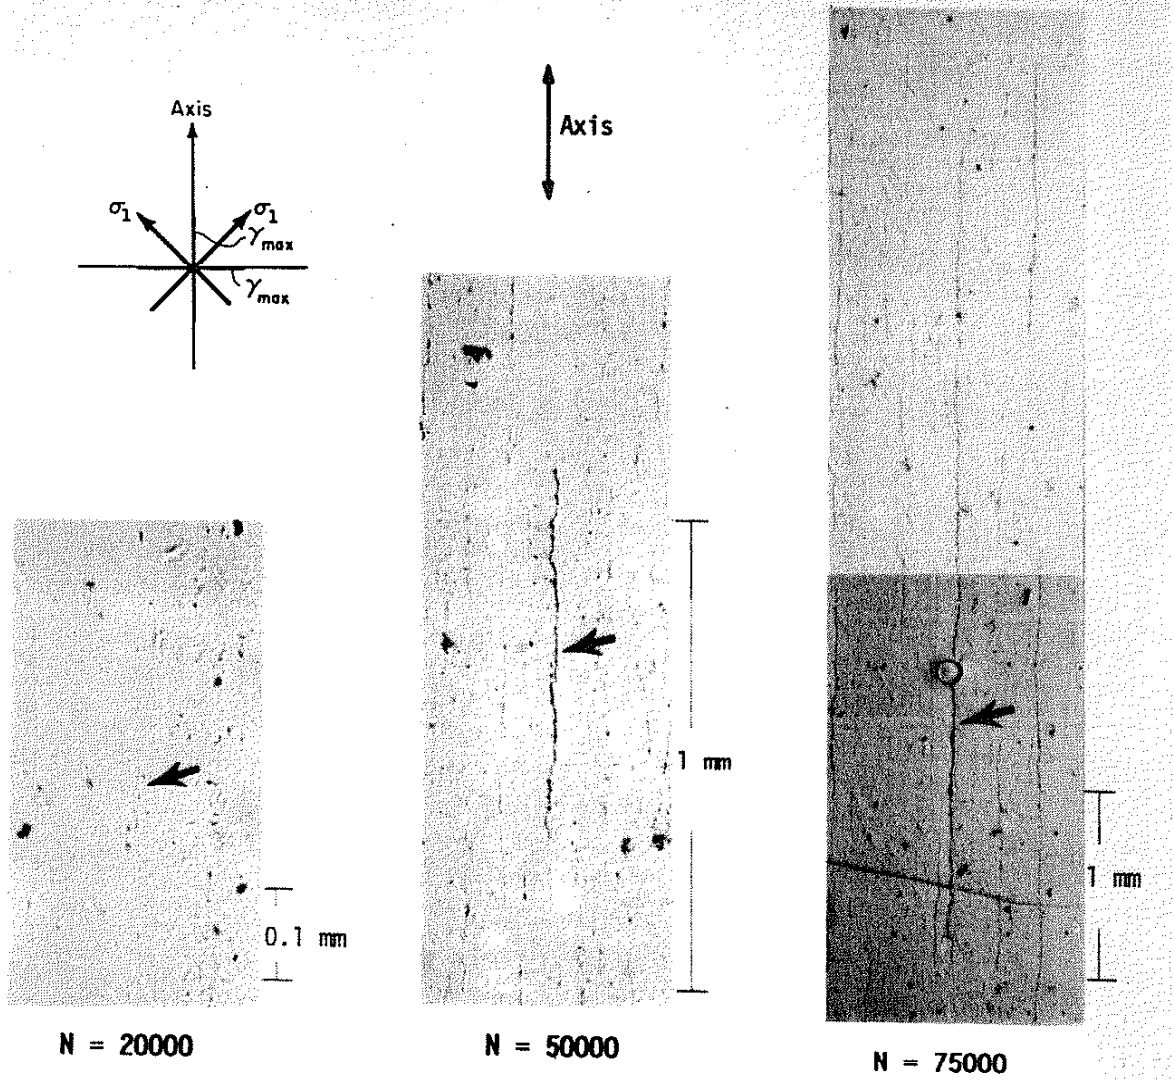 Axis
σ1
σ1
γmax
γmax
Axis
0.1 mm
1 mm
1 mm
N = 20000
N = 50000
N = 75000